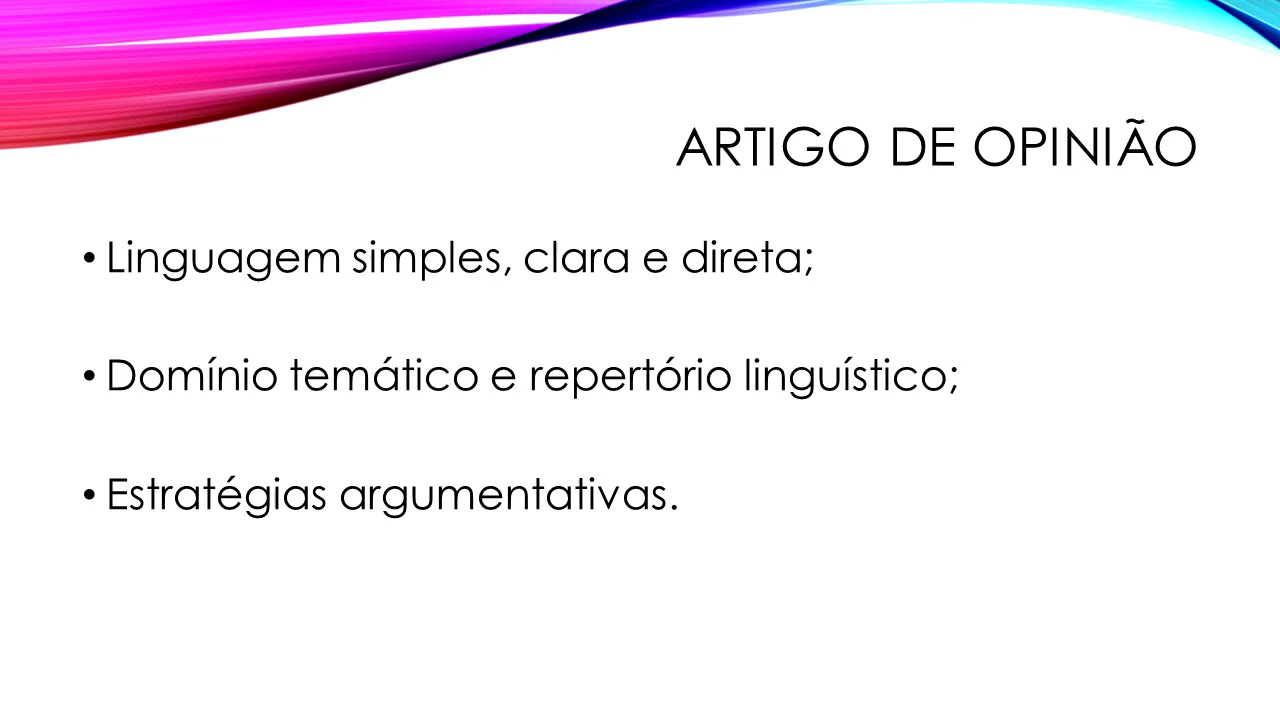 ARTIGO DE OPINIÃO
• Linguagem simples, clara e direta;
• Domínio temático e repertório linguístico;
• Estratégias argumentativas.